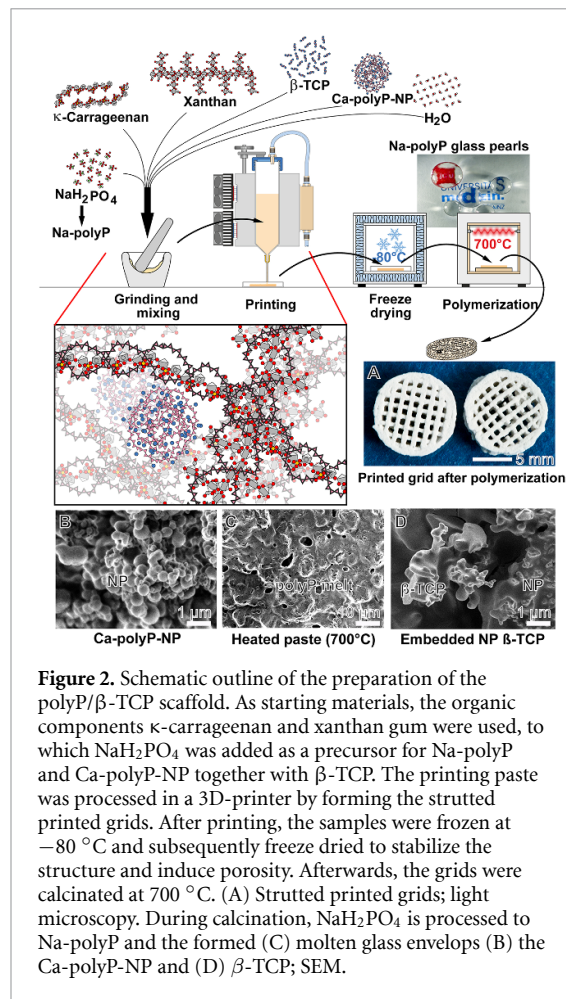 κ-Carrageenan
Xanthan
β-TCP
Ca-polyP-NP
H₂O
NaH₂PO₄
Na-polyP
Na-polyP glass pearls
-80°C
700°C
Grinding and
mixing
Printing
Freeze
drying
Polymerization
A
5 mm
Printed grid after polymerization
B
NP
1 µm
Ca-polyP-NP
C
polyP melt
Heated paste (700°C)
D
β-TCP
NP
1 µm
Embedded NP ß-TCP
Figure 2. Schematic outline of the preparation of the
polyP/β-TCP scaffold. As starting materials, the organic
components κ-carrageenan and xanthan gum were used, to
which NaH₂PO₄ was added as a precursor for Na-polyP
and Ca-polyP-NP together with β-TCP. The printing paste
was processed in a 3D-printer by forming the strutted
printed grids. After printing, the samples were frozen at
−80 °C and subsequently freeze dried to stabilize the
structure and induce porosity. Afterwards, the grids were
calcinated at 700 °C. (A) Strutted printed grids; light
microscopy. During calcination, NaH₂PO₄ is processed to
Na-polyP and the formed (C) molten glass envelops (B) the
Ca-polyP-NP and (D) β-TCP; SEM.